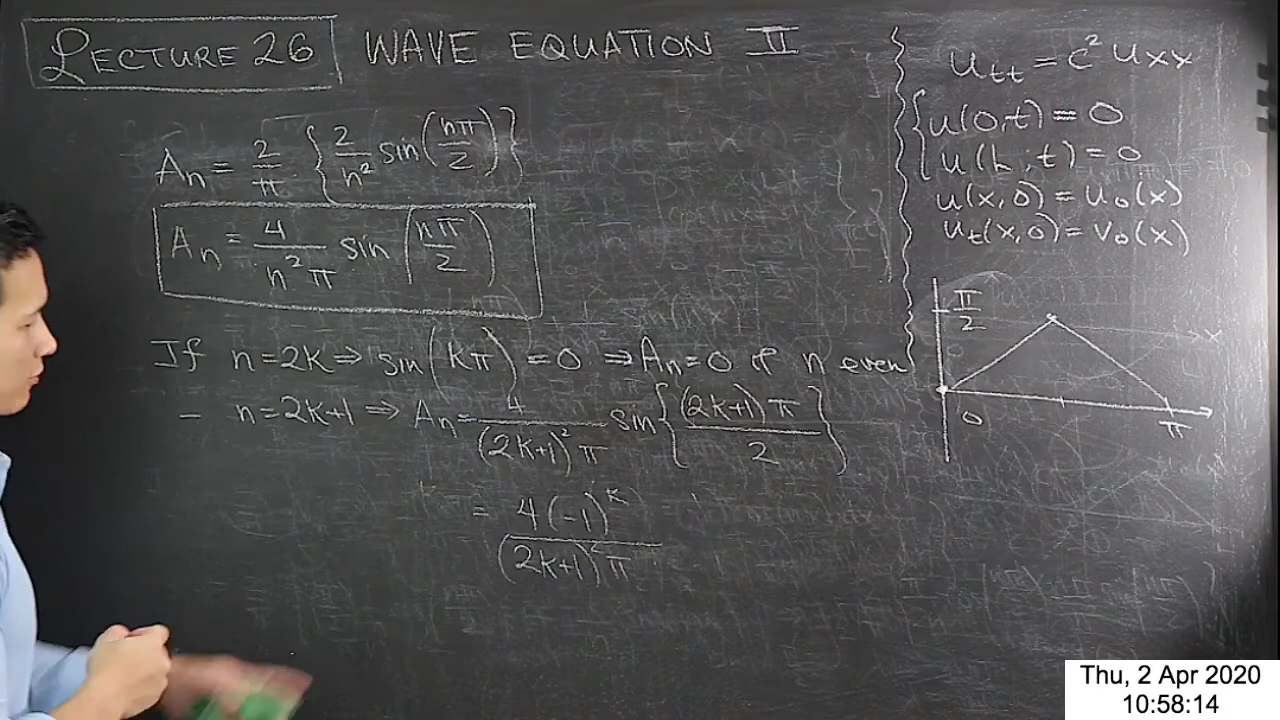 LECTURE 26 WAVE EQUATION II
Aₙ = 2/π { 2/n² sin(nπ/2) }
Aₙ = 4/(n²π) sin(nπ/2)
If n=2k ⇒ sin(kπ) = 0 ⇒ Aₙ=0 if n even
- n=2k+1 ⇒ Aₙ = 4/((2k+1)²π) sin{ (2k+1)π/2 }
= 4(-1)ᵏ/((2k+1)²π)
uₜₜ = c² uxx
u(0,t) = 0
u(L,t) = 0
u(x,0) = u₀(x)
uₜ(x,0) = v₀(x)
π/2
x
0
π
Thu, 2 Apr 2020
10:58:14